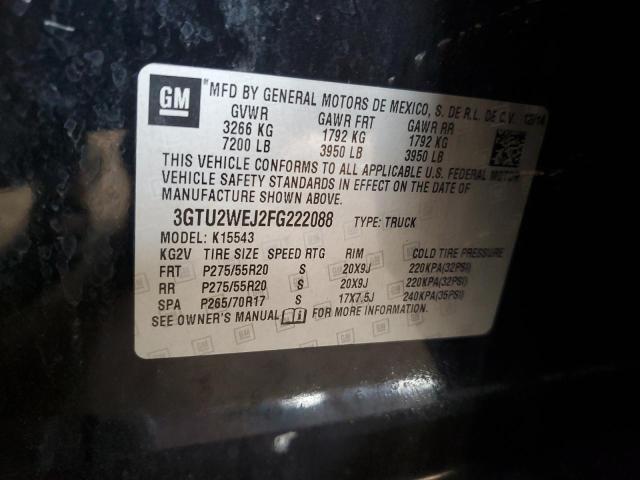 GM
MFD BY GENERAL MOTORS DE MEXICO, S. DE R.L. DE C.V. 12/14
GVWR GAWR FRT GAWR RR
3266 KG 1792 KG 1792 KG
7200 LB 3950 LB 3950 LB
THIS VEHICLE CONFORMS TO ALL APPLICABLE U.S. FEDERAL MOTOR
VEHICLE SAFETY STANDARDS IN EFFECT ON THE DATE OF
MANUFACTURE SHOWN ABOVE.
3GTU2WEJ2FG222088 TYPE: TRUCK
MODEL: K15543
KG2V TIRE SIZE SPEED RTG RIM COLD TIRE PRESSURE
FRT P275/55R20 S 20X9J 220KPA(32PSI)
RR P275/55R20 S 20X9J 220KPA(32PSI)
SPA P265/70R17 S 17X7.5J 240KPA(35PSI)
SEE OWNER'S MANUAL FOR MORE INFORMATION.